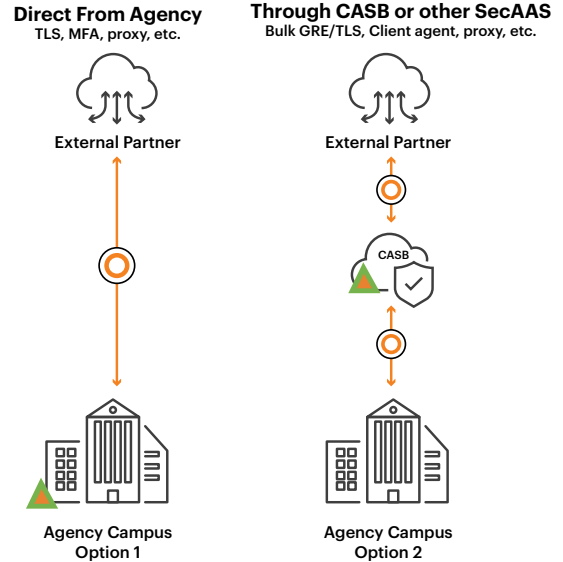 Direct From Agency
TLS, MFA, proxy, etc.
External Partner
Agency Campus
Option 1
Through CASB or other SecAAS
Bulk GRE/TLS, Client agent, proxy, etc.
External Partner
CASB
Agency Campus
Option 2